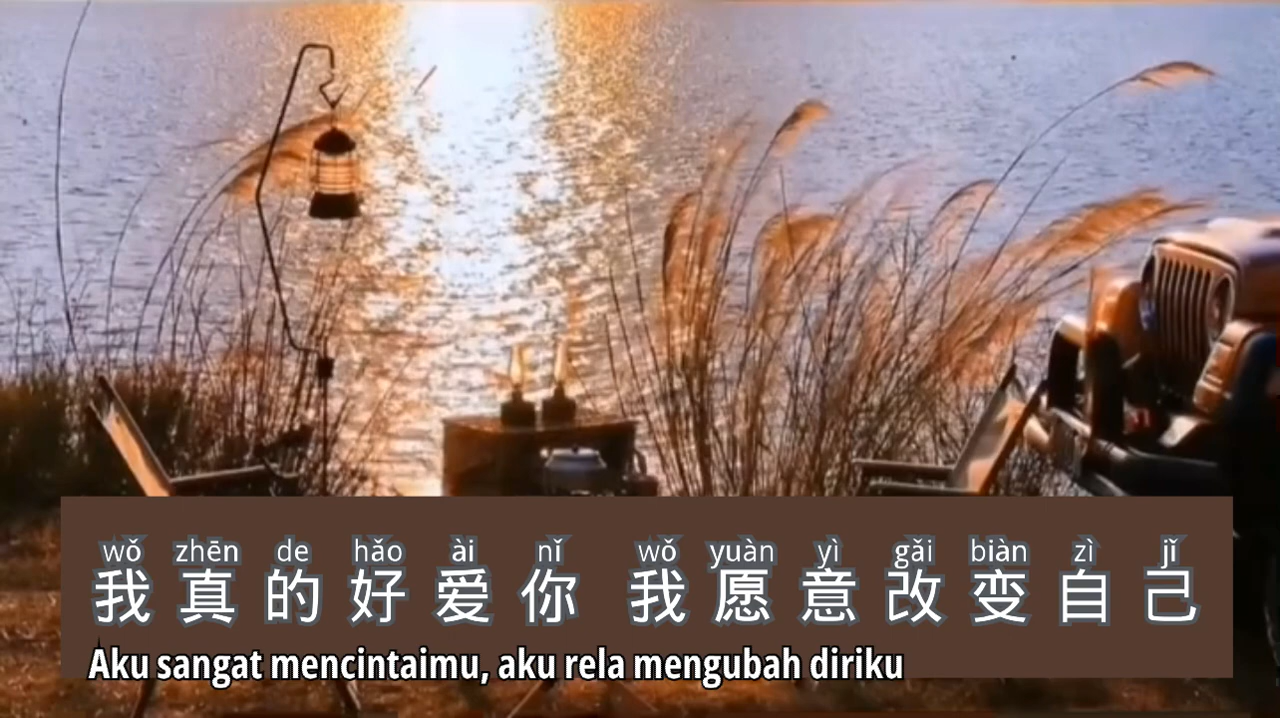 wǒ zhēn de hǎo ài nǐ wǒ yuàn yì gǎi biàn zì jǐ
我真的好爱你 我愿意改变自己
Aku sangat mencintaimu, aku rela mengubah diriku